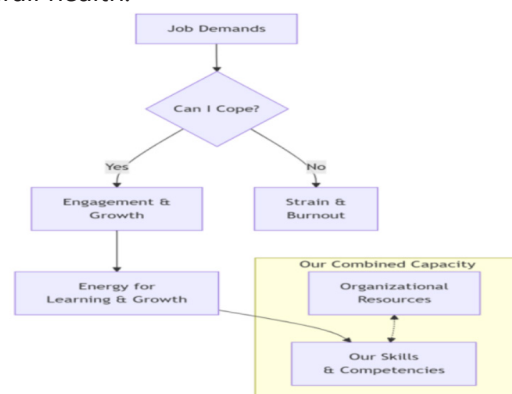 Job Demands
Can I Cope?
Yes
No
Engagement &
Growth
Strain &
Burnout
Our Combined Capacity
Energy for
Learning & Growth
Organizational
Resources
Our Skills
& Competencies